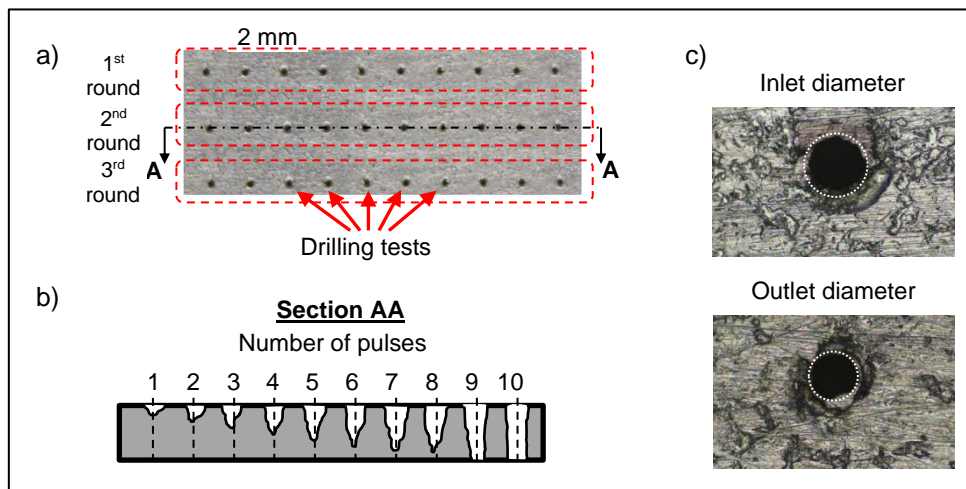 a)
2 mm
1st
round
2nd
round
3rd
round
A
A
Drilling tests
b)
Section AA
Number of pulses
1 2 3 4 5 6 7 8 9 10
c)
Inlet diameter
Outlet diameter